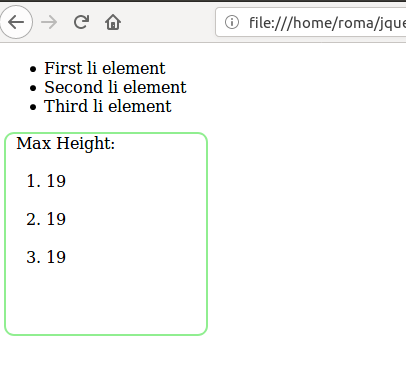 file:///home/roma/jque
• First li element
• Second li element
• Third li element
Max Height:
1. 19
2. 19
3. 19